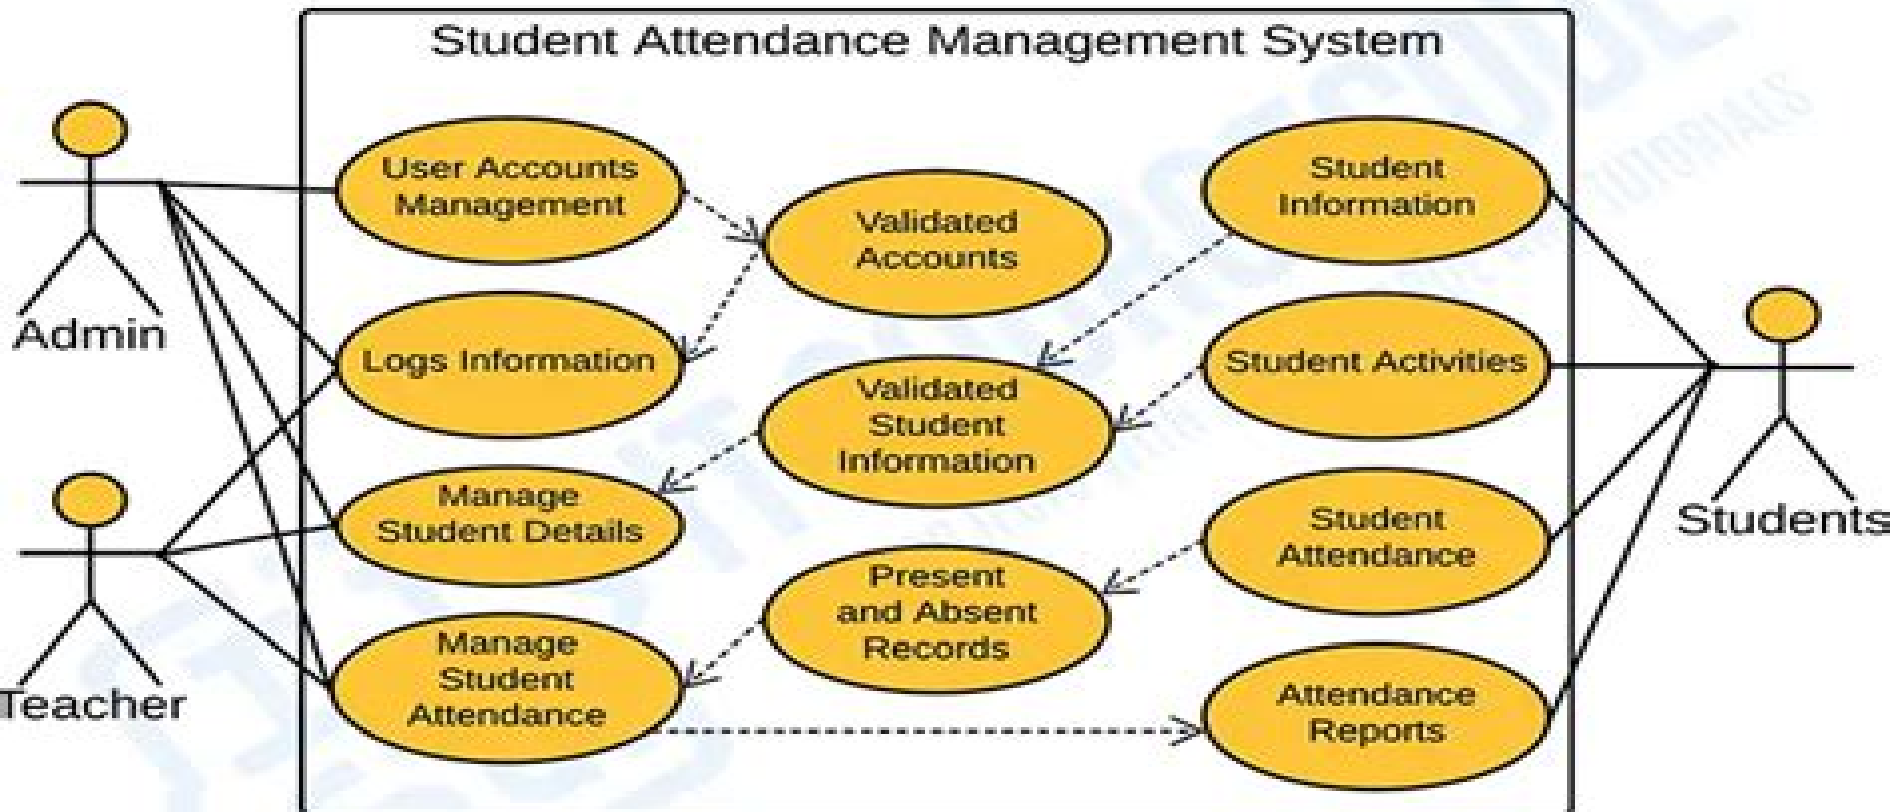 Student Attendance Management System
User Accounts
Management
Validated
Accounts
Student
Information
Admin
Logs Information
Validated
Student
Information
Student Activities
Students
Manage
Student Details
Present
and Absent
Records
Student
Attendance
Teacher
Manage
Student
Attendance
Attendance
Reports
TUTORIALS